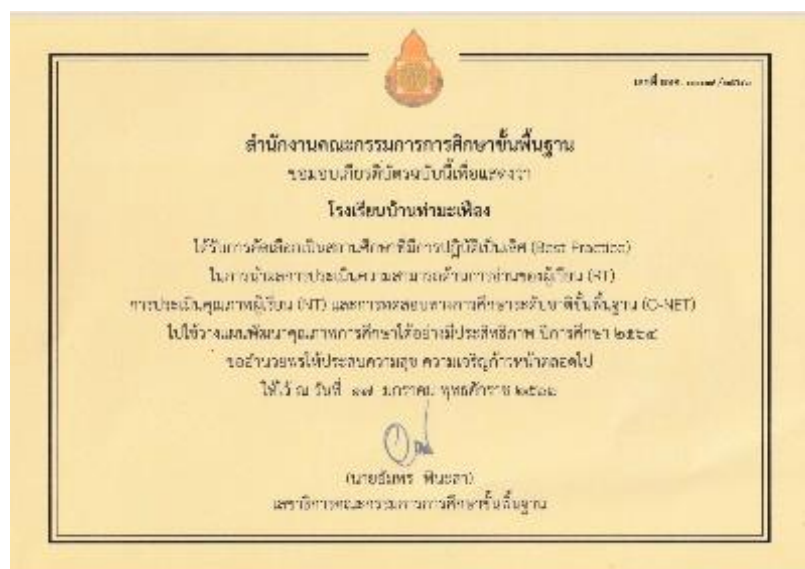 เลขที่
สำนักงานคณะกรรมการการศึกษาขั้นพื้นฐาน
ขอมอบเกียรติบัตรฉบับนี้เพื่อแสดงว่า
โรงเรียนบ้านท่ามะเฟือง
ได้รับการคัดเลือกเป็นสถานศึกษาที่มีการปฏิบัติเป็นเลิศ (Best Practice)
ในการนำผลการประเมินความสามารถด้านการอ่านของผู้เรียน (RT)
การประเมินคุณภาพผู้เรียน (NT) และการทดสอบทางการศึกษาระดับชาติขั้นพื้นฐาน (O-NET)
ไปใช้วางแผนพัฒนาคุณภาพการศึกษาได้อย่างมีประสิทธิภาพ ปีการศึกษา ๒๕๖๔
ขออำนวยพรให้ประสบความสุข ความเจริญก้าวหน้าตลอดไป
ให้ไว้ ณ วันที่ ๑๗ มกราคม พุทธศักราช
(นายอัมพร พินะสา)
เลขาธิการคณะกรรมการการศึกษาขั้นพื้นฐาน